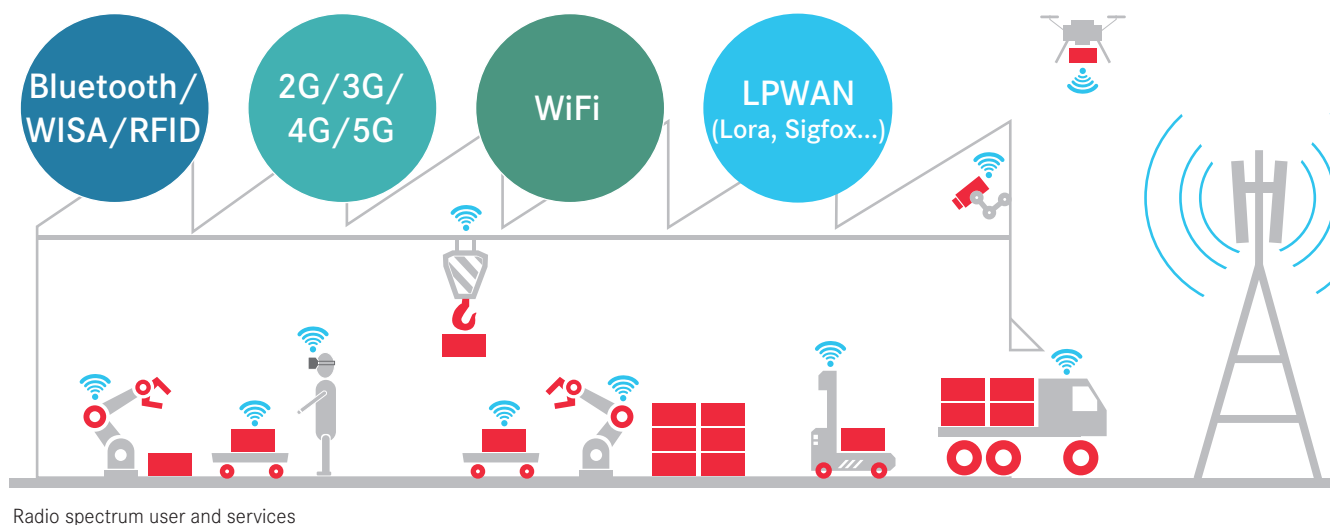 Bluetooth/
WISA/RFID
2G/3G/
4G/5G
WiFi
LPWAN
(Lora, Sigfox...)
Radio spectrum user and services